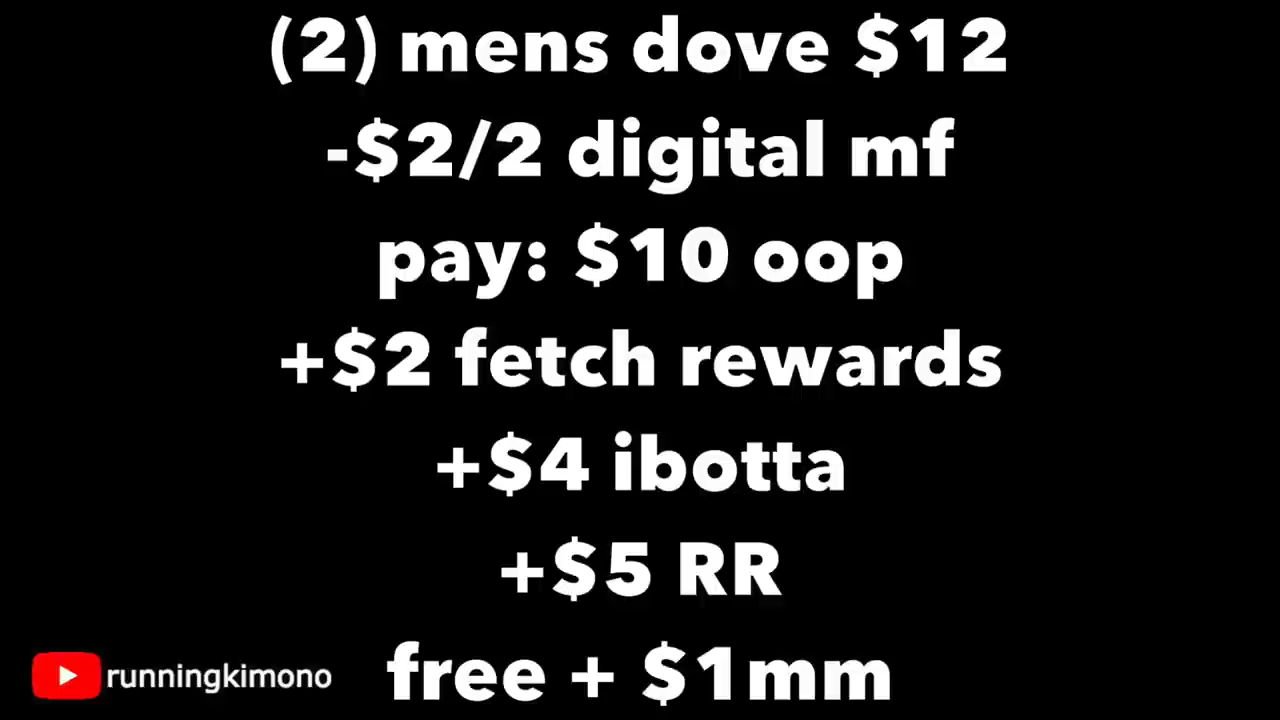 (2) mens dove $12
-$2/2 digital mf
pay: $10 oop
+$2 fetch rewards
+$4 ibotta
+$5 RR
free + $1mm
runningkimono